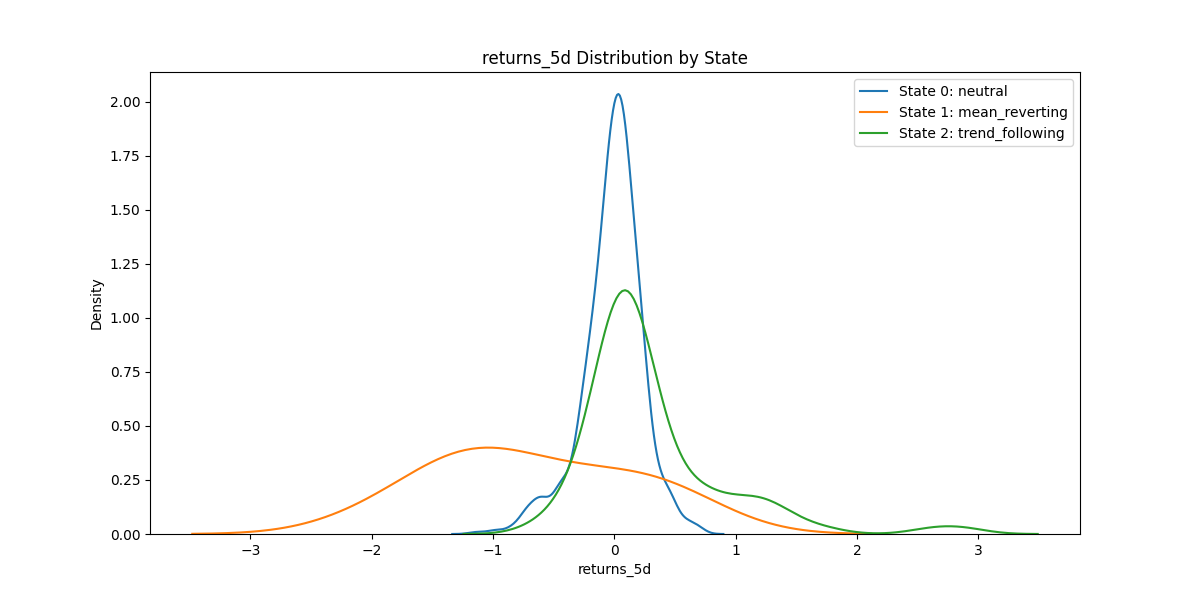 returns_5d Distribution by State
State 0: neutral
State 1: mean_reverting
State 2: trend_following
2.00
1.75
1.50
1.25
1.00
0.75
0.50
0.25
0.00
Density
−3 −2 −1 0 1 2 3
returns_5d